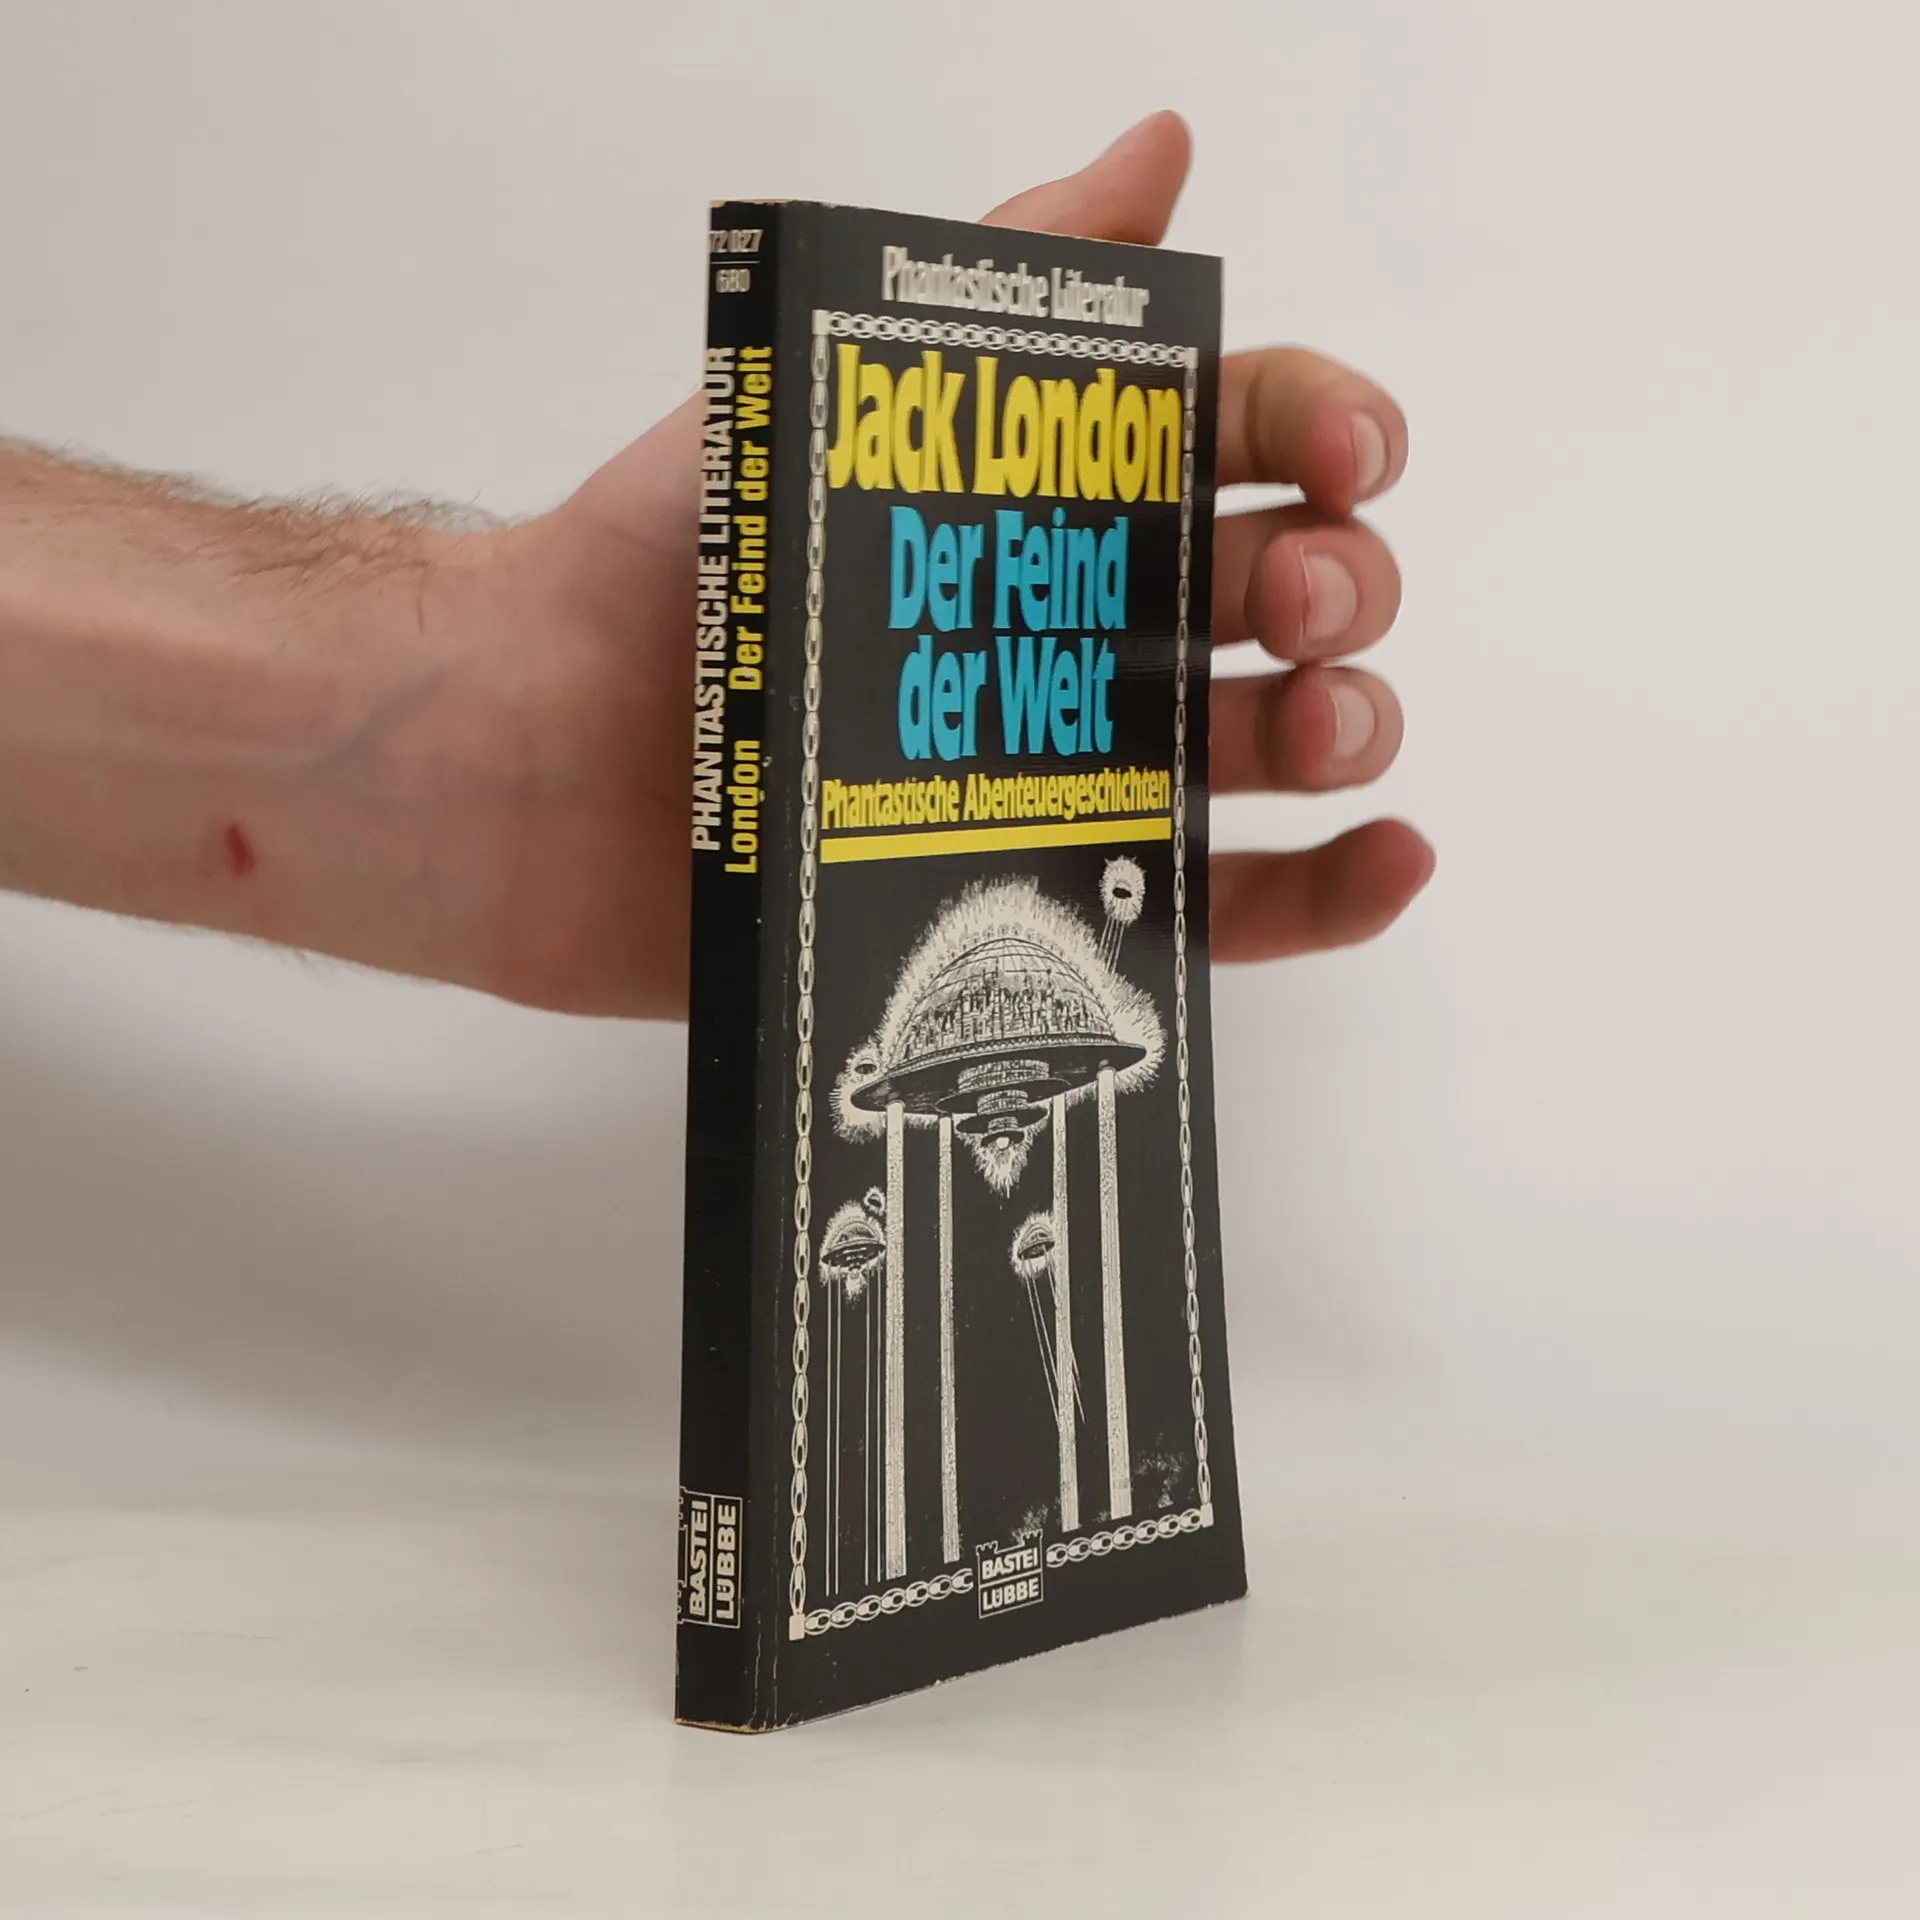 72 027
680
PHANTASTISCHE LITERATUR
London Der Feind der Welt
BASTEI
LÜBBE
Phantastische Literatur
Jack London
Der Feind
der Welt
Phantastische Abenteuergeschichten
BASTEI
LÜBBE